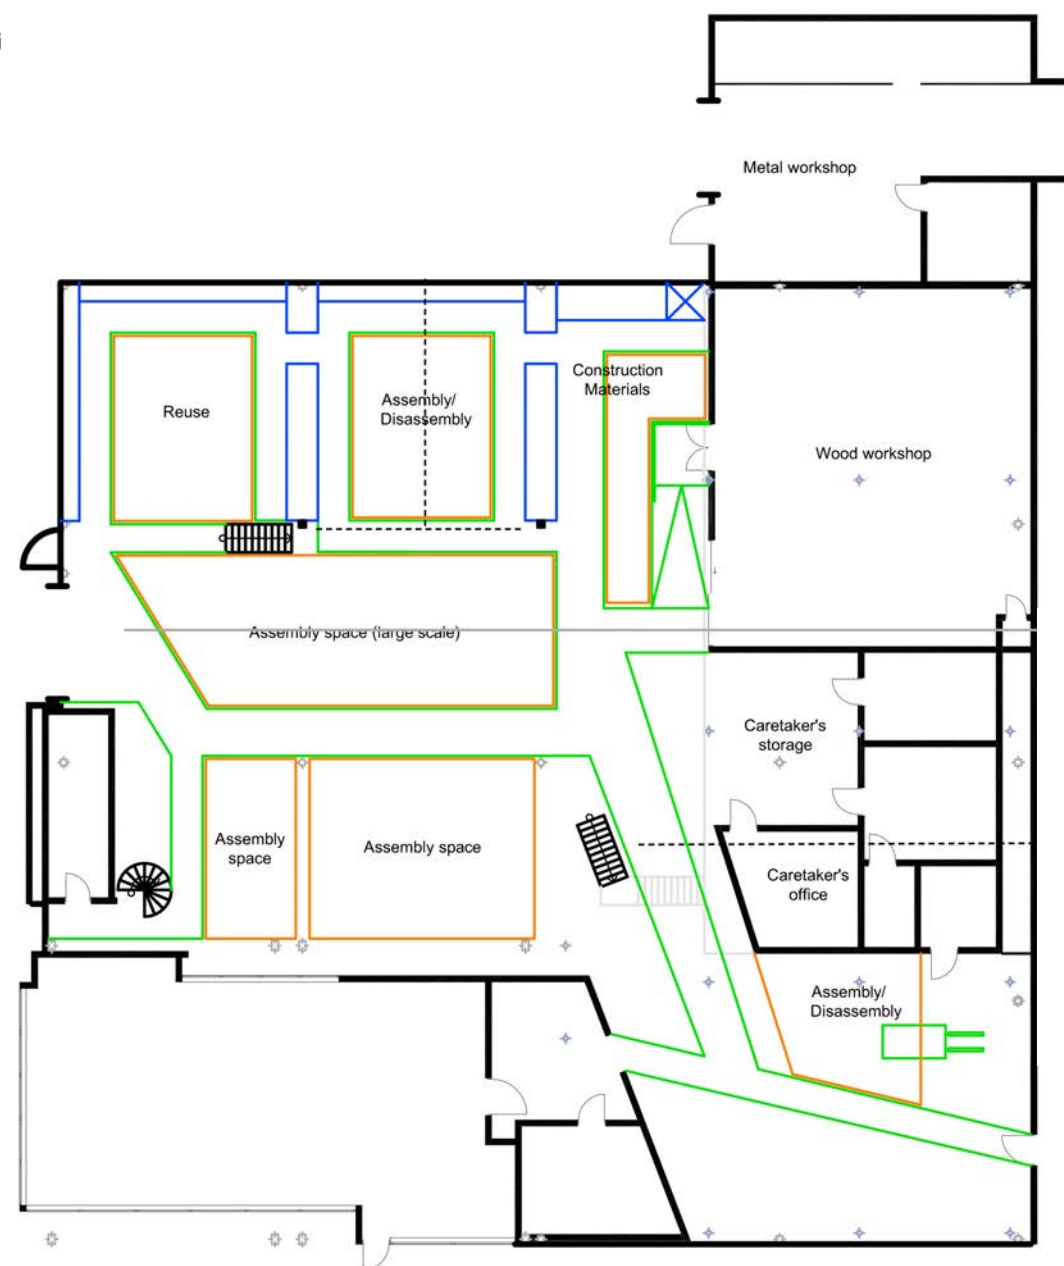 Metal workshop
Construction
Materials
Assembly/
Disassembly
Reuse
Wood workshop
Assembly space (large scale)
Caretaker's
storage
Assembly
space
Assembly space
Caretaker's
office
Assembly/
Disassembly